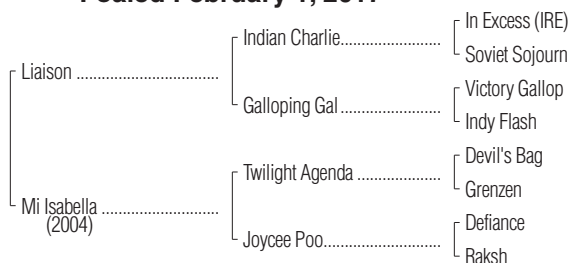 Foaled February 2017
In Excess (IRE)
Indian Charlie
Soviet Sojourn
Liaison
Victory Gallop
Galloping Gal
Indy Flash
Devil's Bag
Twilight Agenda
Grenzen
Mi Isabella
(2004)
Defiance
Joycee Poo
Raksh